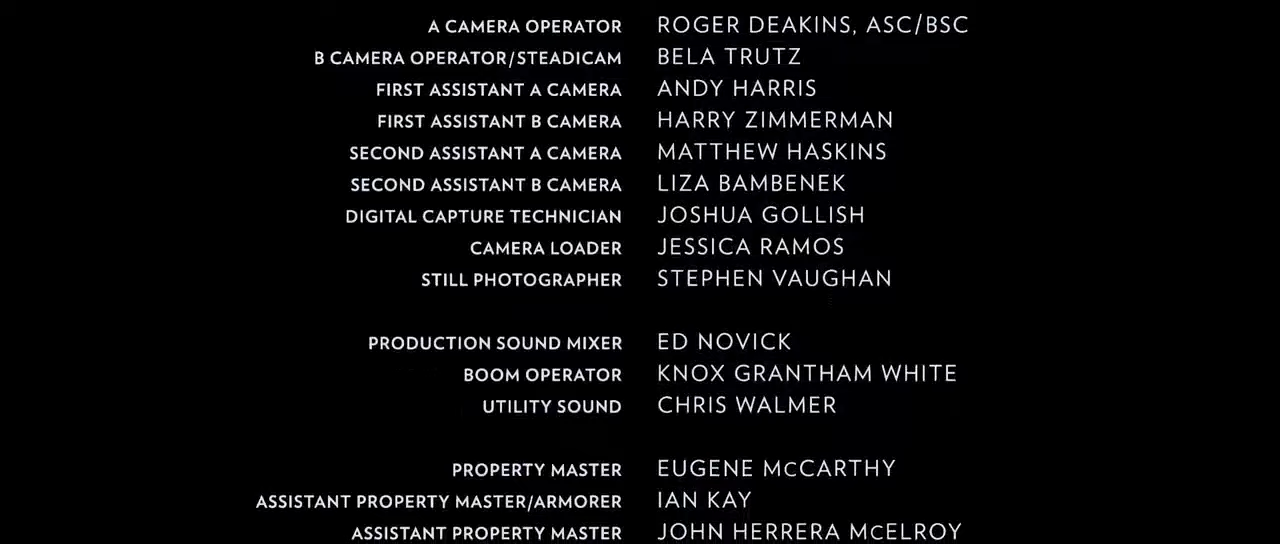 A CAMERA OPERATOR ROGER DEAKINS, ASC/BSC
B CAMERA OPERATOR/STEADICAM BELA TRUTZ
FIRST ASSISTANT A CAMERA ANDY HARRIS
FIRST ASSISTANT B CAMERA HARRY ZIMMERMAN
SECOND ASSISTANT A CAMERA MATTHEW HASKINS
SECOND ASSISTANT B CAMERA LIZA BAMBENEK
DIGITAL CAPTURE TECHNICIAN JOSHUA GOLLISH
CAMERA LOADER JESSICA RAMOS
STILL PHOTOGRAPHER STEPHEN VAUGHAN
PRODUCTION SOUND MIXER ED NOVICK
BOOM OPERATOR KNOX GRANTHAM WHITE
UTILITY SOUND CHRIS WALMER
PROPERTY MASTER EUGENE McCARTHY
ASSISTANT PROPERTY MASTER/ARMORER IAN KAY
ASSISTANT PROPERTY MASTER JOHN HERRERA McELROY